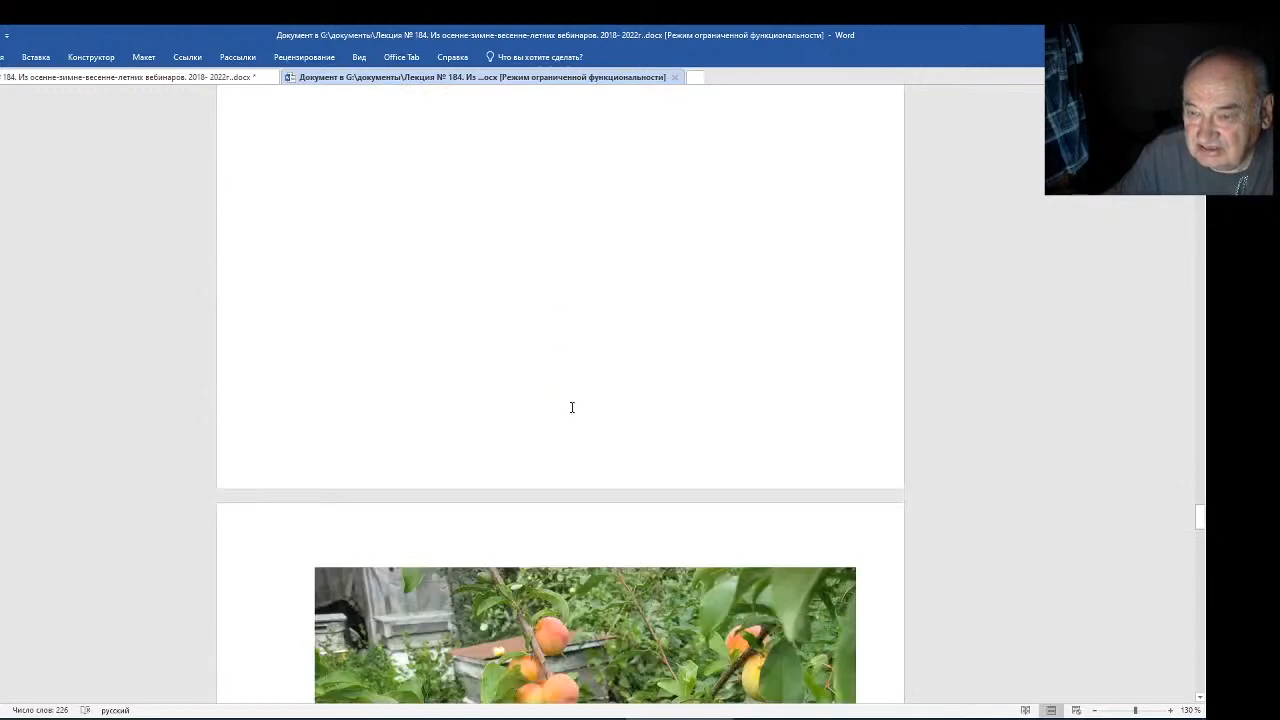 Документ в G:\документы\Лекция № 184. Из осенне-зимне-весенне-летних вебинаров. 2018- 2022г..docx [Режим ограниченной функциональности] - Word
я Вставка Конструктор Макет Ссылки Рассылки Рецензирование Вид Office Tab Справка Что вы хотите сделать?
184. Из осенне-зимне-весенне-летних вебинаров. 2018- 2022г..docx *
Документ в G:\документы\Лекция № 184. Из ...осх [Режим ограниченной функциональности]
Число слов: 226 русский 130 %